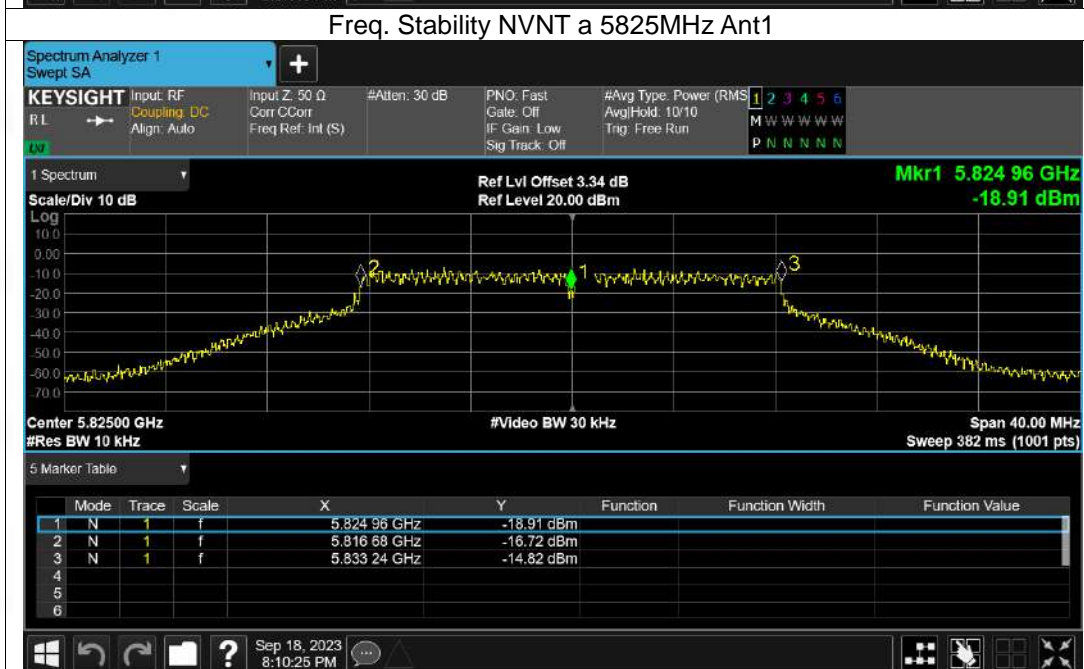 Freq. Stability NVNT a 5825MHz Ant1
Spectrum Analyzer 1
Swept SA
+
KEYSIGHT
RL
Input: RF
Coupling: DC
Align: Auto
Input Z: 50 Ω
Corr CCorr
Freq Ref: Int (S)
#Atten: 30 dB
PNO: Fast
Gate: Off
IF Gain: Low
Sig Track: Off
#Avg Type: Power (RMS
Avg|Hold: 10/10
Trig: Free Run
1 2 3 4 5 6
M W W W W W
P N N N N N
1 Spectrum
Scale/Div 10 dB
Ref Lvl Offset 3.34 dB
Ref Level 20.00 dBm
Mkr1 5.824 96 GHz
-18.91 dBm
Log
10.0
0.00
-10.0
-20.0
-30.0
-40.0
-50.0
-60.0
-70.0
2
1
3
Center 5.82500 GHz
#Res BW 10 kHz
#Video BW 30 kHz
Span 40.00 MHz
Sweep 382 ms (1001 pts)
5 Marker Table
Mode Trace Scale X Y Function Function Width Function Value
1 N 1 f 5.824 96 GHz -18.91 dBm
2 N 1 f 5.816 68 GHz -16.72 dBm
3 N 1 f 5.833 24 GHz -14.82 dBm
4
5
6
?
Sep 18, 2023
8:10:25 PM